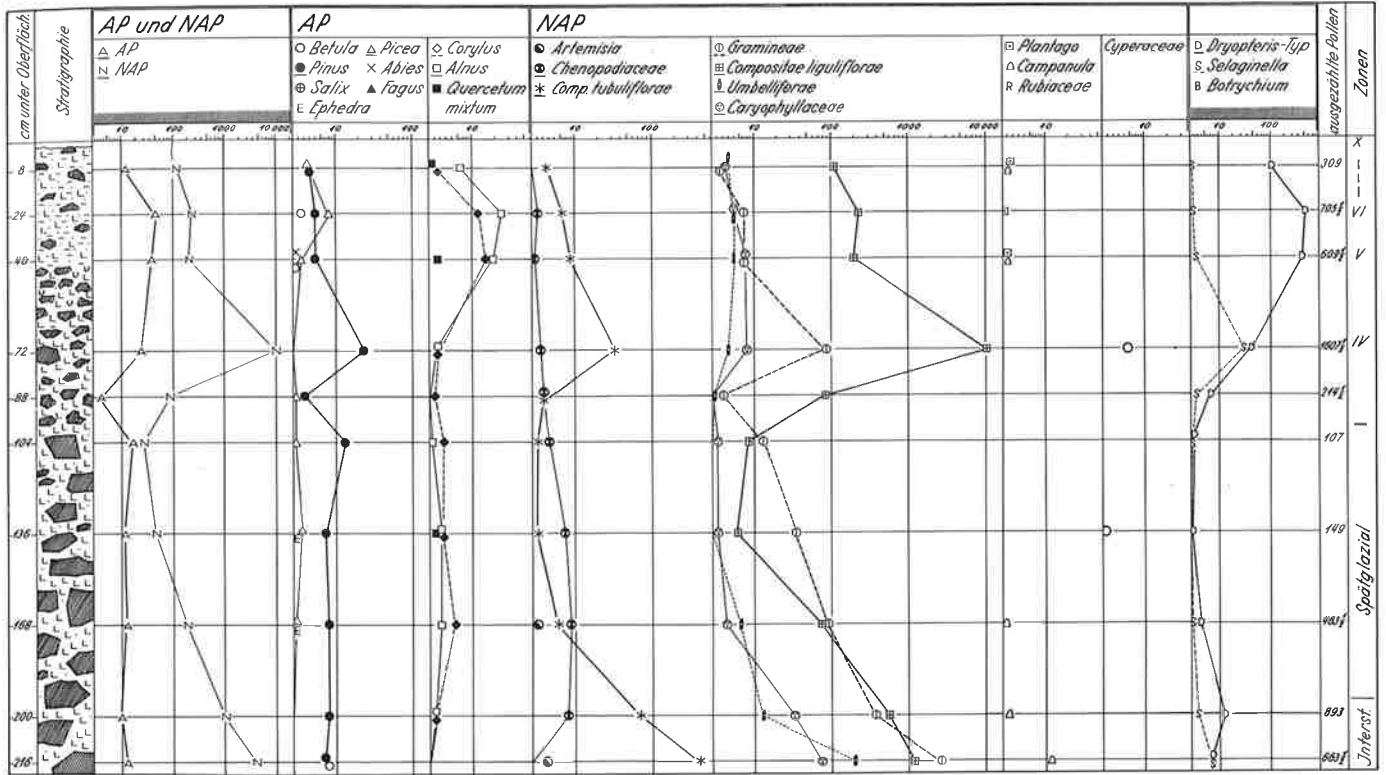 cm unter Oberfläch.
Stratigraphie
AP und NAP
△ AP
N NAP
10 100 1000 10 000
AP
○ Betula △ Picea ◇ Corylus
● Pinus × Abies □ Alnus
⊕ Salix ▲ Fagus ■ Quercetum
E Ephedra mixtum
10 100 10
NAP
Artemisia
Chenopodiaceae
* Comp. tubuliflorae
10 100
Gramineae
Compositae liguliflorae
Umbelliferae
Caryophyllaceae
10 100 1000 10 000
Plantago
Campanula
R Rubiaceae
10
Cyperaceae
10
D Dryopteris-Typ
S Selaginella
B Botrychium
10 100
ausgezählte Pollen
Zonen
X
8
309
I
24
VI
40
V
72
IV
88
104
107
I
136
149
Spätglazial
168
200
893
Interst.
216